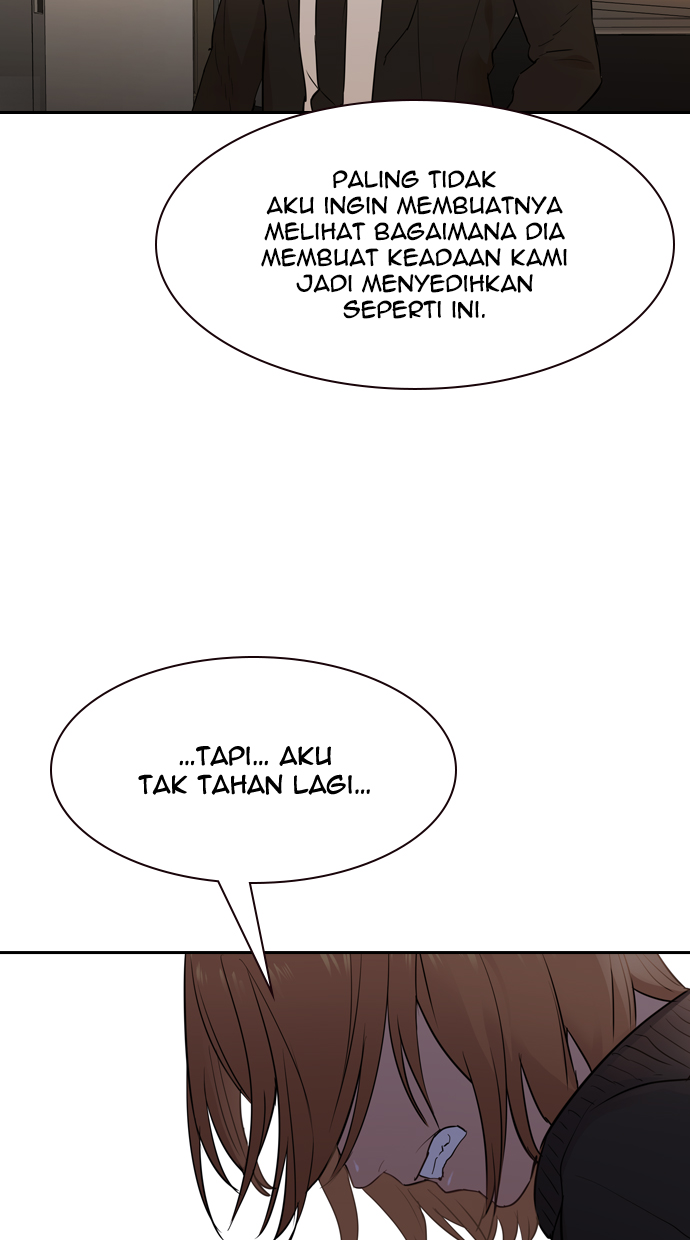 PALING TIDAK
AKU INGIN MEMBUATNYA
MELIHAT BAGAIMANA DIA
MEMBUAT KEADAAN KAMI
JADI MENYEDIHKAN
SEPERTI INI.
...TAPI... AKU
TAK TAHAN LAGI...